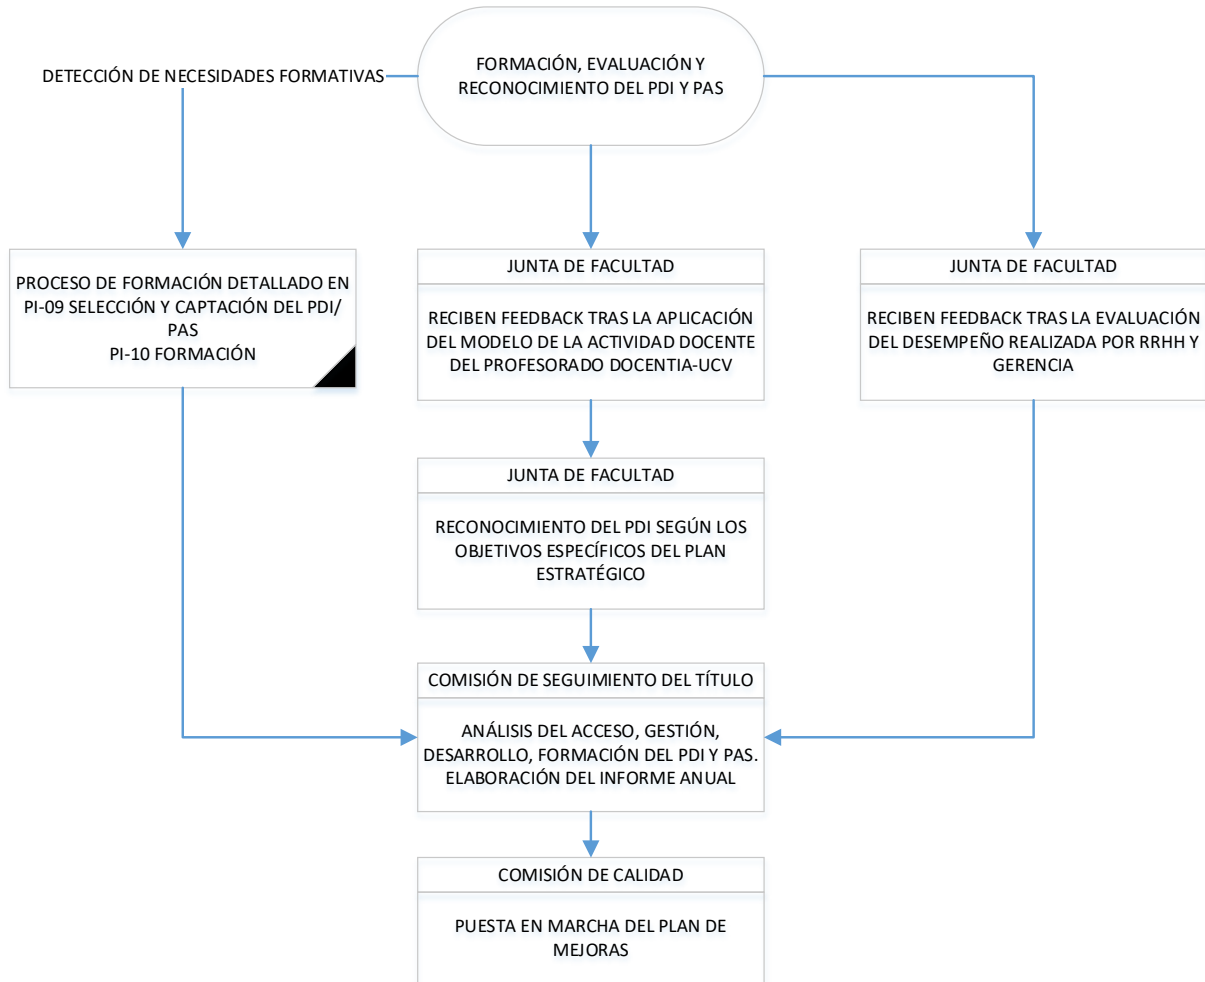 FORMACIÓN, EVALUACIÓN Y
RECONOCIMIENTO DEL PDI Y PAS
DETECCIÓN DE NECESIDADES FORMATIVAS
PROCESO DE FORMACIÓN DETALLADO EN
PI-09 SELECCIÓN Y CAPTACIÓN DEL PDI/
PAS
PI-10 FORMACIÓN
JUNTA DE FACULTAD
RECIBEN FEEDBACK TRAS LA APLICACIÓN
DEL MODELO DE LA ACTIVIDAD DOCENTE
DEL PROFESORADO DOCENTIA-UCV
JUNTA DE FACULTAD
RECIBEN FEEDBACK TRAS LA EVALUACIÓN
DEL DESEMPEÑO REALIZADA POR RRHH Y
GERENCIA
JUNTA DE FACULTAD
RECONOCIMIENTO DEL PDI SEGÚN LOS
OBJETIVOS ESPECÍFICOS DEL PLAN
ESTRATÉGICO
COMISIÓN DE SEGUIMIENTO DEL TÍTULO
ANÁLISIS DEL ACCESO, GESTIÓN,
DESARROLLO, FORMACIÓN DEL PDI Y PAS.
ELABORACIÓN DEL INFORME ANUAL
COMISIÓN DE CALIDAD
PUESTA EN MARCHA DEL PLAN DE
MEJORAS